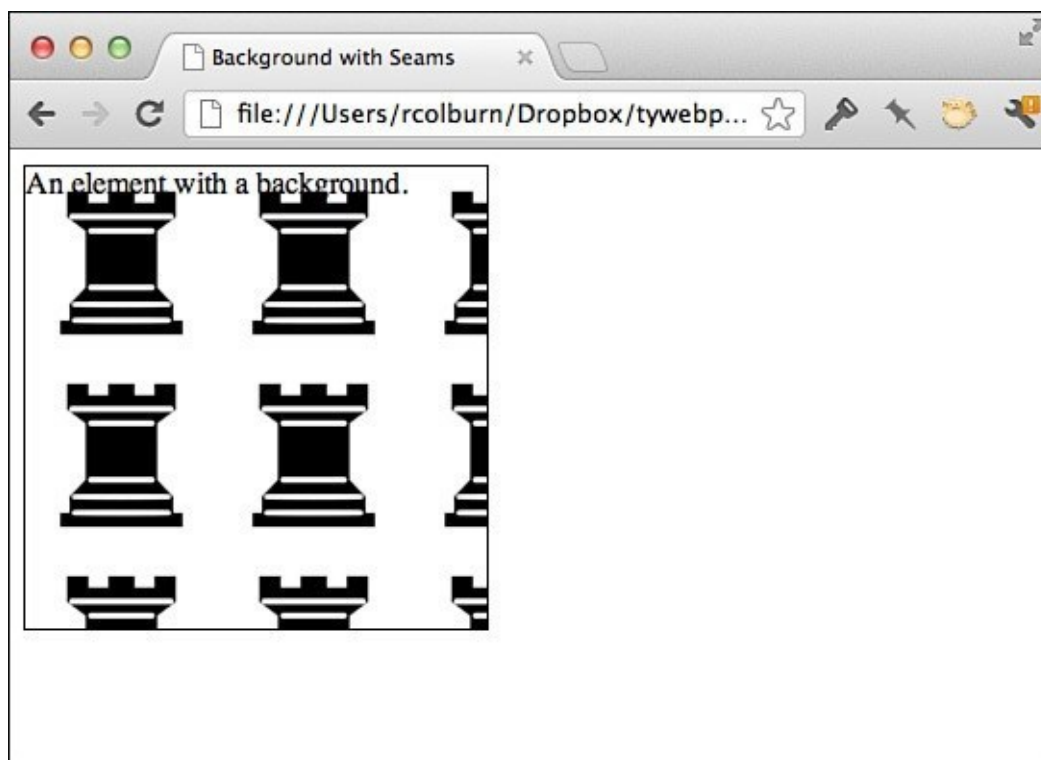 Background with Seams
file:///Users/rcolburn/Dropbox/tywebp...
An element with a background.